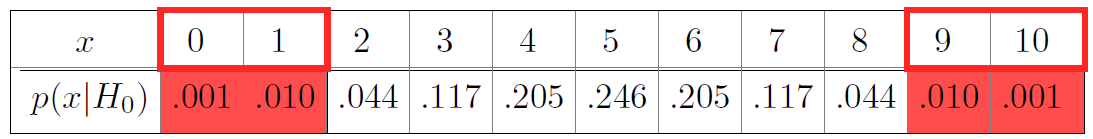 x 0 1 2 3 4 5 6 7 8 9 10
p(x|H₀) .001 .010 .044 .117 .205 .246 .205 .117 .044 .010 .001